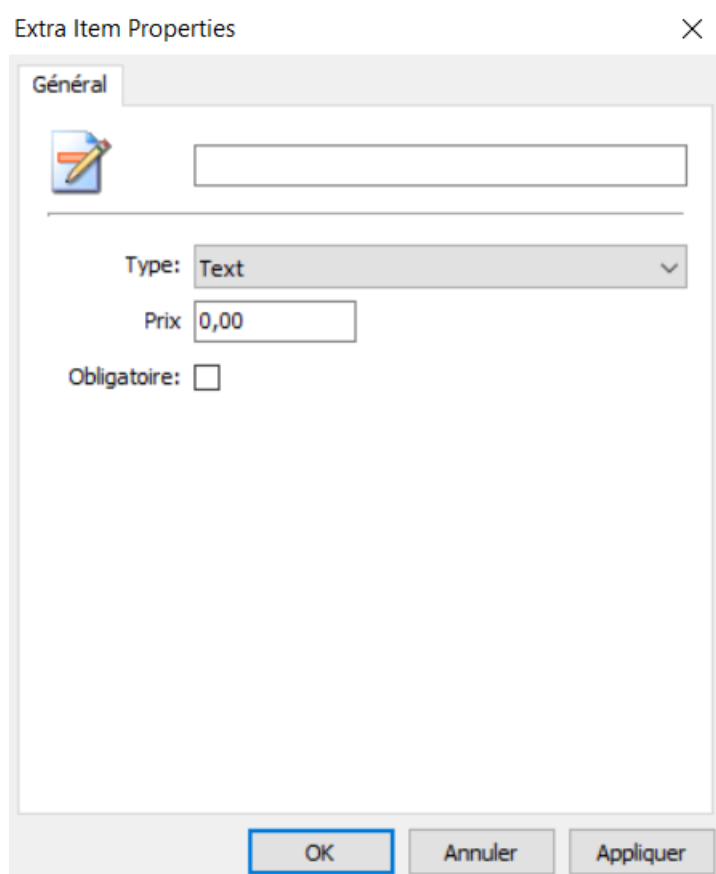 Extra Item Properties
Général
Type: Text
Prix 0,00
Obligatoire:
OK Annuler Appliquer